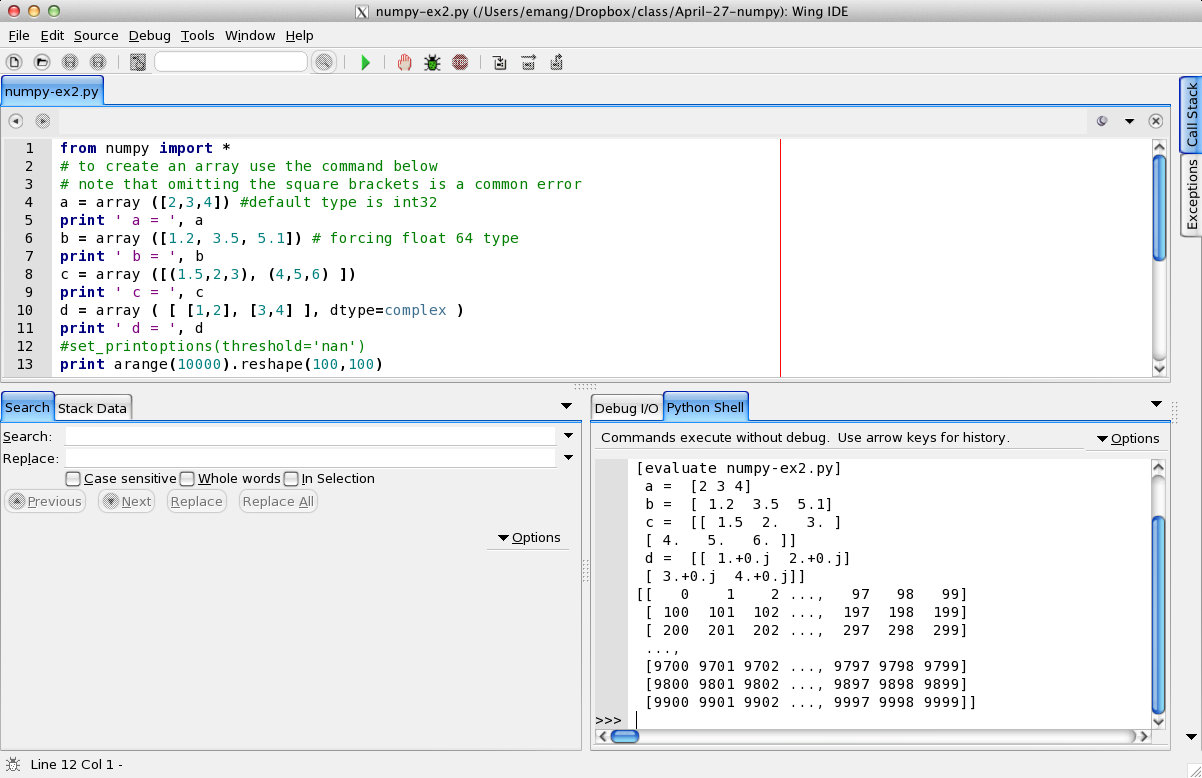 numpy-ex2.py (/Users/emang/Dropbox/class/April-27-numpy): Wing IDE
File Edit Source Debug Tools Window Help
numpy-ex2.py
1 from numpy import *
2 # to create an array use the command below
3 # note that omitting the square brackets is a common error
4 a = array ([2,3,4]) #default type is int32
5 print ' a = ', a
6 b = array ([1.2, 3.5, 5.1]) # forcing float 64 type
7 print ' b = ', b
8 c = array ([(1.5,2,3), (4,5,6) ])
9 print ' c = ', c
10 d = array ( [ [1,2], [3,4] ], dtype=complex )
11 print ' d = ', d
12 #set_printoptions(threshold='nan')
13 print arange(10000).reshape(100,100)
Call Stack
Exceptions
Search Stack Data
Search:
Replace:
Case sensitive Whole words In Selection
Previous Next Replace Replace All
Options
Debug I/O Python Shell
Commands execute without debug. Use arrow keys for history.
Options
[evaluate numpy-ex2.py]
a = [2 3 4]
b = [ 1.2 3.5 5.1]
c = [[ 1.5 2. 3. ]
[ 4. 5. 6. ]]
d = [[ 1.+0.j 2.+0.j]
[ 3.+0.j 4.+0.j]]
[[ 0 1 2 ..., 97 98 99]
[ 100 101 102 ..., 197 198 199]
[ 200 201 202 ..., 297 298 299]
...,
[9700 9701 9702 ..., 9797 9798 9799]
[9800 9801 9802 ..., 9897 9898 9899]
[9900 9901 9902 ..., 9997 9998 9999]]
>>>
Line 12 Col 1 -